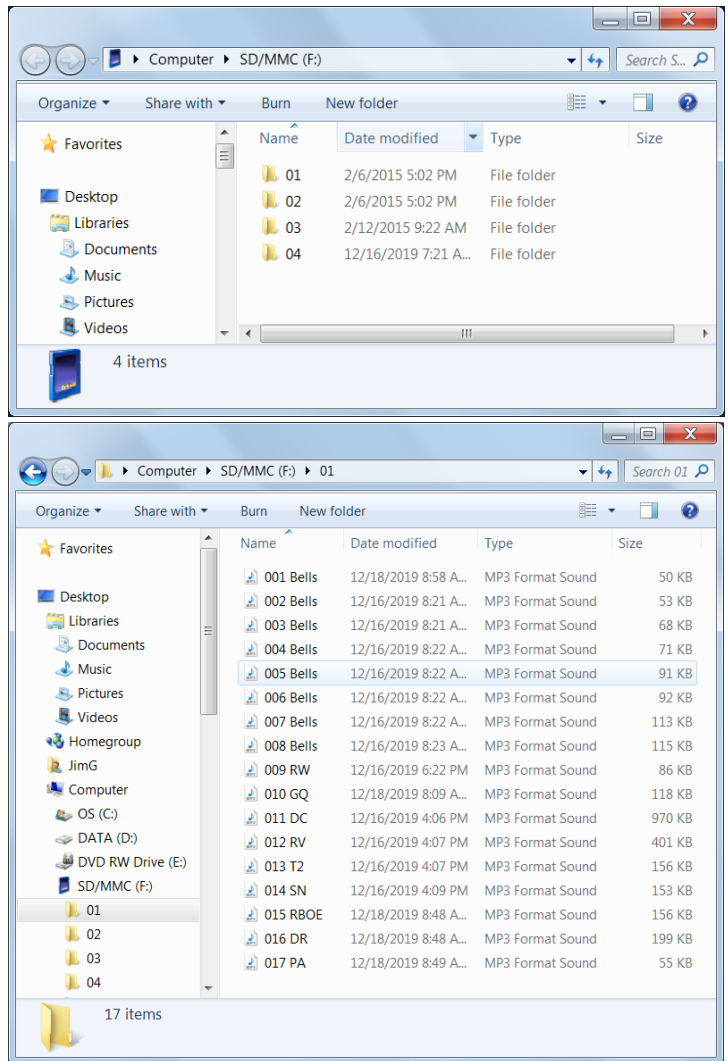 Computer SD/MMC (F:) Search S...
Organize Share with Burn New folder
Favorites
Desktop
Libraries
Documents
Music
Pictures
Videos
Name Date modified Type Size
01 2/6/2015 5:02 PM File folder
02 2/6/2015 5:02 PM File folder
03 2/12/2015 9:22 AM File folder
04 12/16/2019 7:21 A... File folder
4 items
Computer SD/MMC (F:) 01 Search 01
Organize Share with Burn New folder
Favorites
Desktop
Libraries
Documents
Music
Pictures
Videos
Homegroup
JimG
Computer
OS (C:)
DATA (D:)
DVD RW Drive (E:)
SD/MMC (F:)
01
02
03
04
Name Date modified Type Size
001 Bells 12/18/2019 8:58 A... MP3 Format Sound 50 KB
002 Bells 12/16/2019 8:21 A... MP3 Format Sound 53 KB
003 Bells 12/16/2019 8:21 A... MP3 Format Sound 68 KB
004 Bells 12/16/2019 8:22 A... MP3 Format Sound 71 KB
005 Bells 12/16/2019 8:22 A... MP3 Format Sound 91 KB
006 Bells 12/16/2019 8:22 A... MP3 Format Sound 92 KB
007 Bells 12/16/2019 8:22 A... MP3 Format Sound 113 KB
008 Bells 12/16/2019 8:23 A... MP3 Format Sound 115 KB
009 RW 12/16/2019 6:22 PM MP3 Format Sound 86 KB
010 GQ 12/18/2019 8:09 A... MP3 Format Sound 118 KB
011 DC 12/16/2019 4:06 PM MP3 Format Sound 970 KB
012 RV 12/16/2019 4:07 PM MP3 Format Sound 401 KB
013 T2 12/16/2019 4:07 PM MP3 Format Sound 156 KB
014 SN 12/16/2019 4:09 PM MP3 Format Sound 153 KB
015 RBOE 12/18/2019 8:48 A... MP3 Format Sound 156 KB
016 DR 12/18/2019 8:48 A... MP3 Format Sound 199 KB
017 PA 12/18/2019 8:49 A... MP3 Format Sound 55 KB
17 items